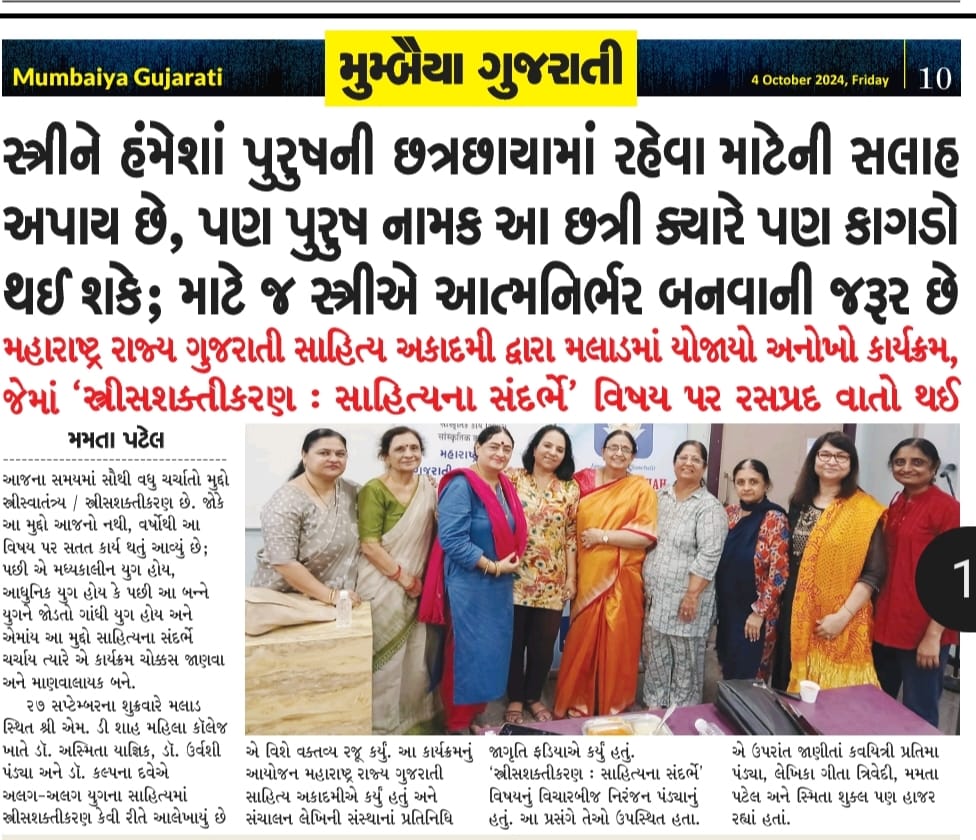 Mumbaiya Gujarati
મુમ્બૈયા ગુજરાતી
4 October 2024, Friday
10
સ્ત્રીને હંમેશાં પુરુષની છત્રછાયામાં રહેવા માટેની સલાહ
અપાય છે, પણ પુરુષ નામક આ છત્રી ક્યારે પણ કાગડો
થઈ શકે; માટે જ સ્ત્રીએ આત્મનિર્ભર બનવાની જરૂર છે
મહારાષ્ટ્ર રાજ્ય ગુજરાતી સાહિત્ય અકાદમી દ્વારા મલાડમાં યોજાયો અનોખો કાર્યક્રમ,
જેમાં ‘સ્ત્રીસશક્તીકરણ : સાહિત્યના સંદર્ભે’ વિષય પર રસપ્રદ વાતો થઈ
મમતા પટેલ
આજના સમયમાં સૌથી વધુ ચર્ચાતો મુદ્દો
સ્ત્રીસ્વાતંત્ર્ય / સ્ત્રીસશક્તીકરણ છે. જોકે
આ મુદ્દો આજનો નથી, વર્ષોથી આ
વિષય પર સતત કાર્ય થતું આવ્યું છે;
પછી એ મધ્યકાલીન યુગ હોય,
આધુનિક યુગ હોય કે પછી આ બન્ને
યુગને જોડતો ગાંધી યુગ હોય અને
એમાંય આ મુદ્દો સાહિત્યના સંદર્ભે
ચર્ચાય ત્યારે એ કાર્યક્રમ ચોક્કસ જાણવા
અને માણવાલાયક બને.
૨૭ સપ્ટેમ્બરના શુક્રવારે મલાડ
સ્થિત શ્રી એમ. ડી શાહ મહિલા કૉલેજ
ખાતે ડૉ. અસ્મિતા યાજ્ઞિક, ડૉ. ઉર્વશી
પંડ્યા અને ડૉ. કલ્પના દવેએ
અલગ-અલગ યુગના સાહિત્યમાં
સ્ત્રીસશક્તીકરણ કેવી રીતે આલેખાયું છે
એ વિશે વક્તવ્ય રજૂ કર્યું. આ કાર્યક્રમનું
આયોજન મહારાષ્ટ્ર રાજ્ય ગુજરાતી
સાહિત્ય અકાદમીએ કર્યું હતું અને
સંચાલન લેખિની સંસ્થાનાં પ્રતિનિધિ
જાગૃતિ ફડિયાએ કર્યું હતું.
‘સ્ત્રીસશક્તીકરણ : સાહિત્યના સંદર્ભે’
વિષયનું વિચારબીજ નિરંજન પંડ્યાનું
હતું. આ પ્રસંગે તેઓ ઉપસ્થિત હતા.
એ ઉપરાંત જાણીતાં કવયિત્રી પ્રતિમા
પંડ્યા, લેખિકા ગીતા ત્રિવેદી, મમતા
પટેલ અને સ્મિતા શુક્લ પણ હાજર
રહ્યાં હતાં.
સાંસ્કૃતિક
મહારાષ્ટ્ર
ગુજરાતી
1